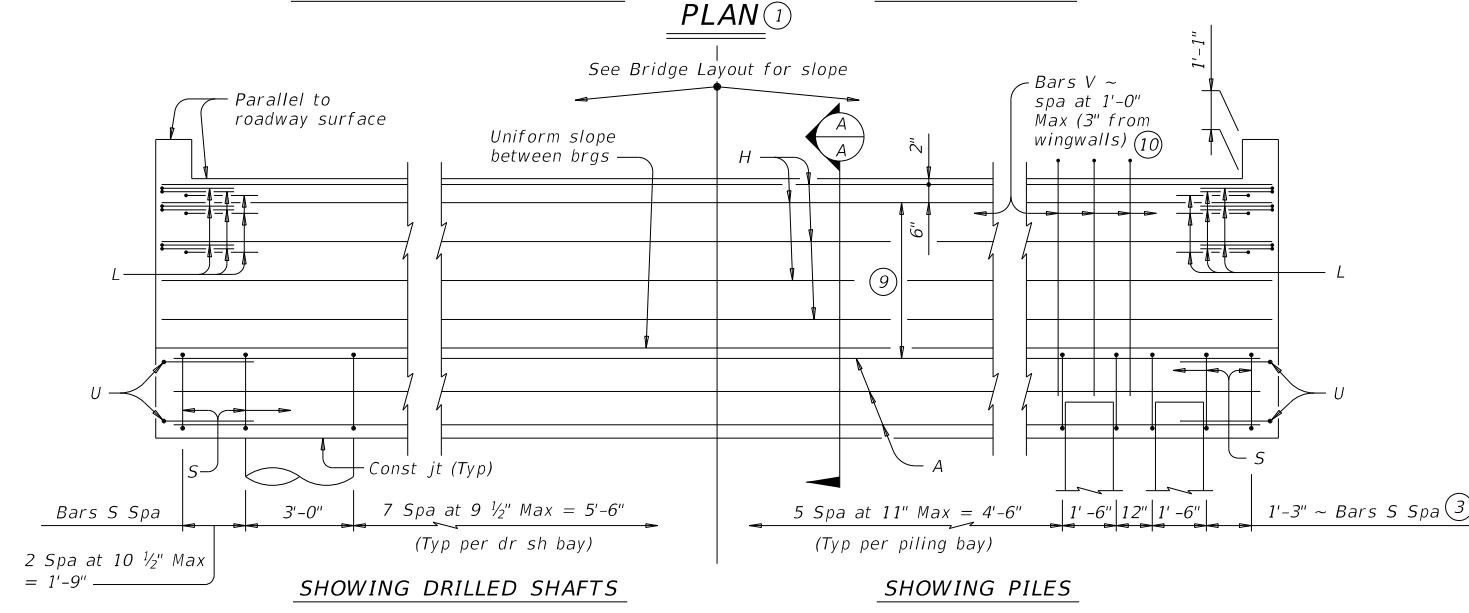 PLAN 1
See Bridge Layout for slope
1'-1"
Parallel to
roadway surface
Uniform slope
between brgs
H
A
A
2"
6"
Bars V ~
spa at 1'-0"
Max (3" from
wingwalls) 10
L
9
L
U
U
S
Const jt (Typ)
A
S
Bars S Spa
3'-0"
7 Spa at 9 ½" Max = 5'-6"
(Typ per dr sh bay)
5 Spa at 11" Max = 4'-6"
(Typ per piling bay)
1'-6"
12"
1'-6"
1'-3" ~ Bars S Spa 3
2 Spa at 10 ½" Max
= 1'-9"
SHOWING DRILLED SHAFTS
SHOWING PILES